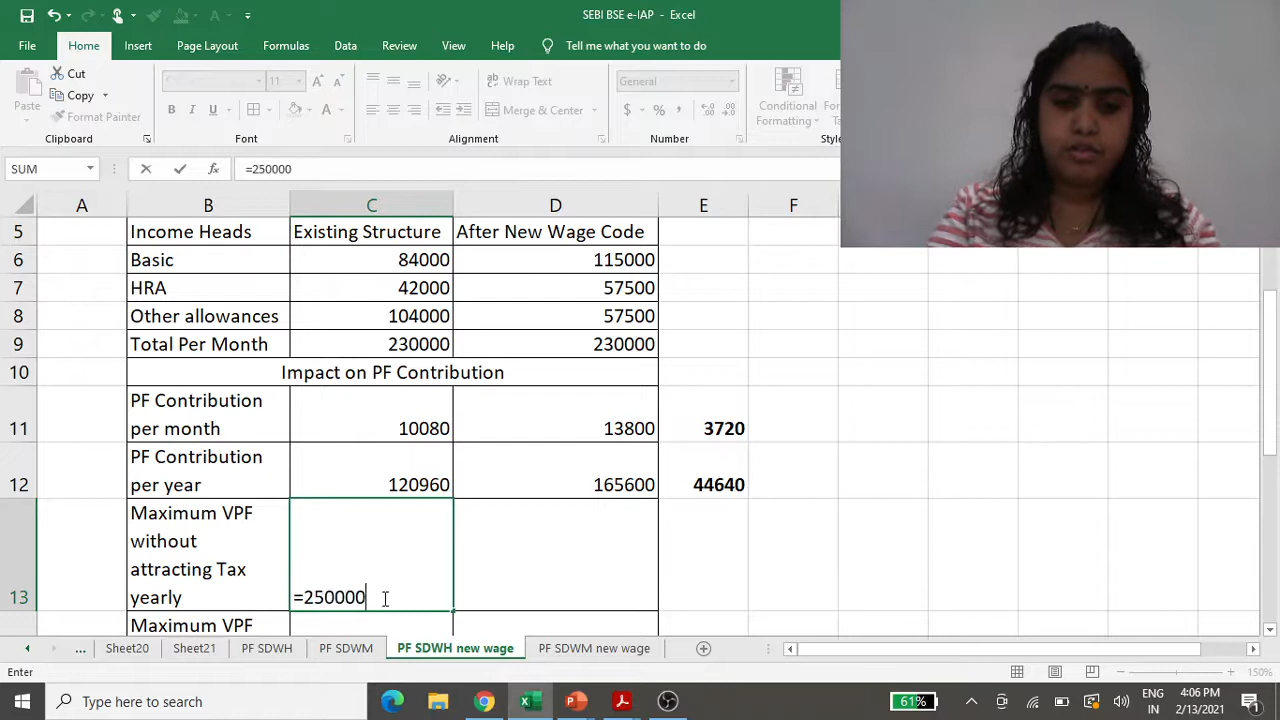 SEBI BSE e-IAP - Excel
File Home Insert Page Layout Formulas Data Review View Help Tell me what you want to do
Paste
Cut
Copy
Format Painter
11
B I U
Wrap Text
Merge & Center
General
$ % ,
Conditional
Formatting
Clipboard Font Alignment Number Style
SUM =250000
A B C D E F
5 Income Heads Existing Structure After New Wage Code
6 Basic 84000 115000
7 HRA 42000 57500
8 Other allowances 104000 57500
9 Total Per Month 230000 230000
10 Impact on PF Contribution
PF Contribution
11 per month 10080 13800 3720
PF Contribution
12 per year 120960 165600 44640
Maximum VPF
without
attracting Tax
13 yearly =250000
Maximum VPF
... Sheet20 Sheet21 PF SDWH PF SDWM PF SDWH new wage PF SDWM new wage
Enter 150%
Type here to search 61% ENG 4:06 PM
IN 2/13/2021 1